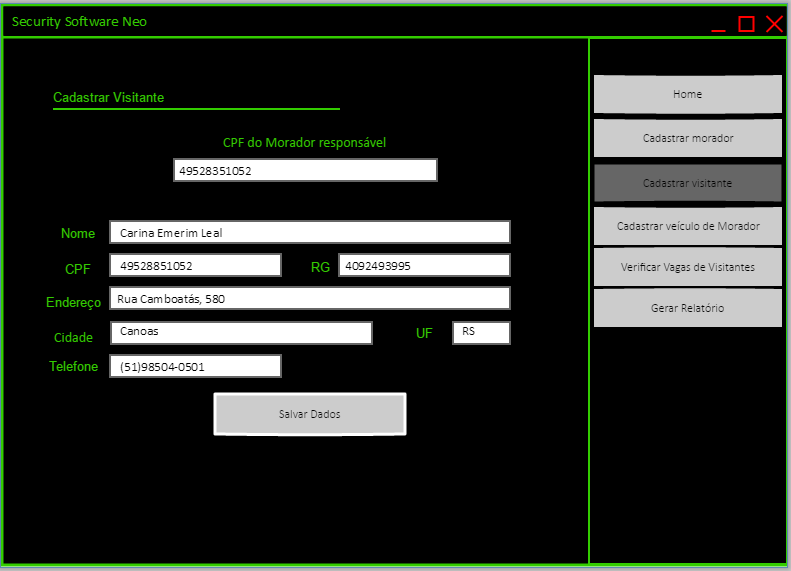 Security Software Neo
Cadastrar Visitante
CPF do Morador responsável
49528351052
Nome Carina Emerim Leal
CPF 49528851052 RG 4092493995
Endereço Rua Camboatás, 580
Cidade Canoas UF RS
Telefone (51)98504-0501
Salvar Dados
Home
Cadastrar morador
Cadastrar visitante
Cadastrar veículo de Morador
Verificar Vagas de Visitantes
Gerar Relatório